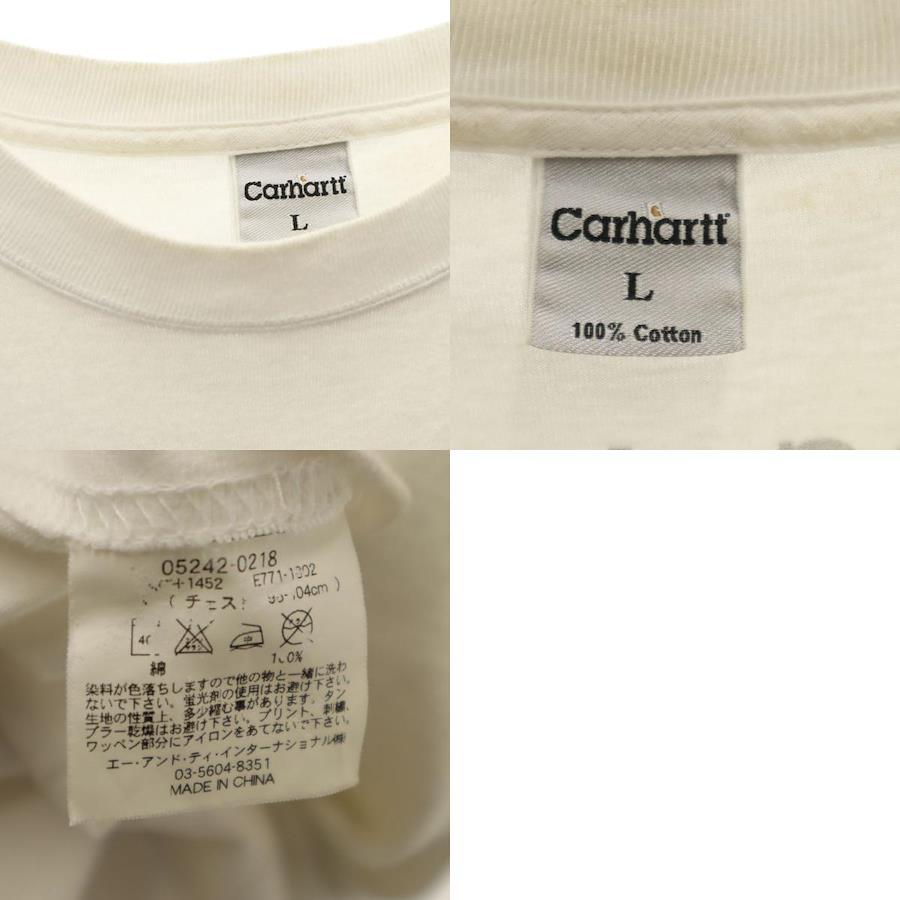 Carhartt
L
Carhartt
L
100% Cotton
05242-0218
1452 E771-1302
04cm )
綿
染料が色落ちしますので他の物と一緒に洗わ
ないで下さい。蛍光剤の使用はお避け下さい。
生地の性質上、多少縮む事があります。タン
ブラー乾燥はお避け下さい。プリント、刺繍、
ワッペン部分にアイロンをあてないで下さい。
エー・アンド・ティ・インターナショナル㈱
03-5604-8351
MADE IN CHINA